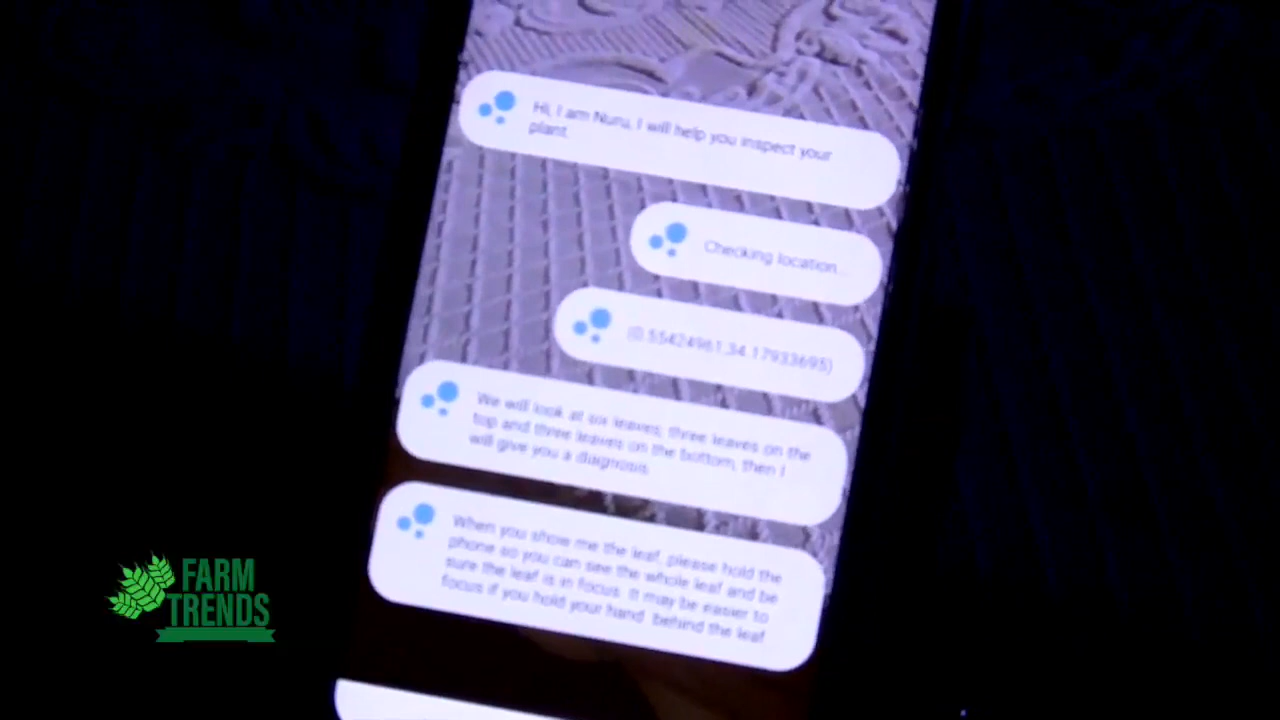 Hi, I am Nuru, I will help you inspect your
plant.
Checking location...
(0.55424961,34.17933695)
We will look at six leaves, three leaves on the
top and three leaves on the bottom, then I
will give you a diagnosis.
When you show me the leaf, please hold the
phone so you can see the whole leaf and be
sure the leaf is in focus. It may be easier to
focus if you hold your hand behind the leaf
FARM
TRENDS